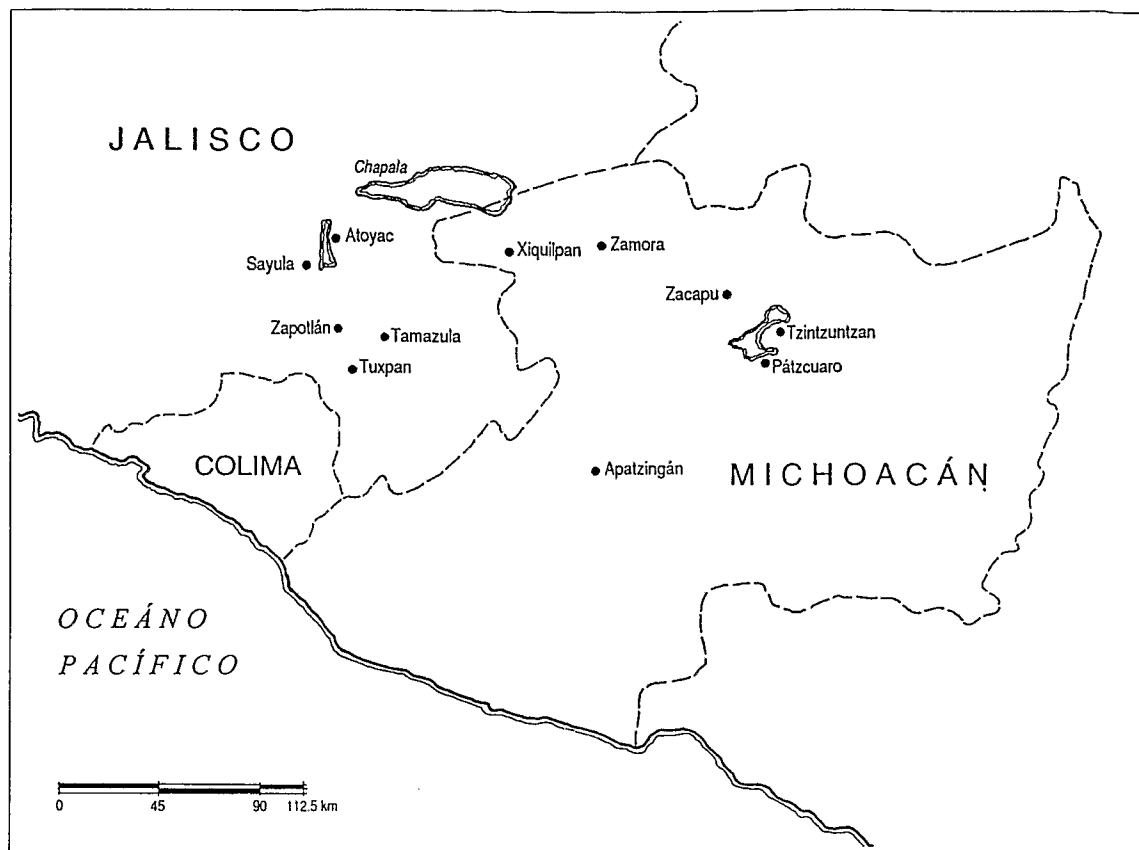 JALISCO
Chapala
Atoyac
Sayula
Xiquilpan
Zamora
Zacapu
Zapotlán
Tamazula
Tzintzuntzan
Tuxpan
Pátzcuaro
COLIMA
Apatzingán
MICHOACÁN
OCEÁNO
PACÍFICO
0 45 90 112.5 km